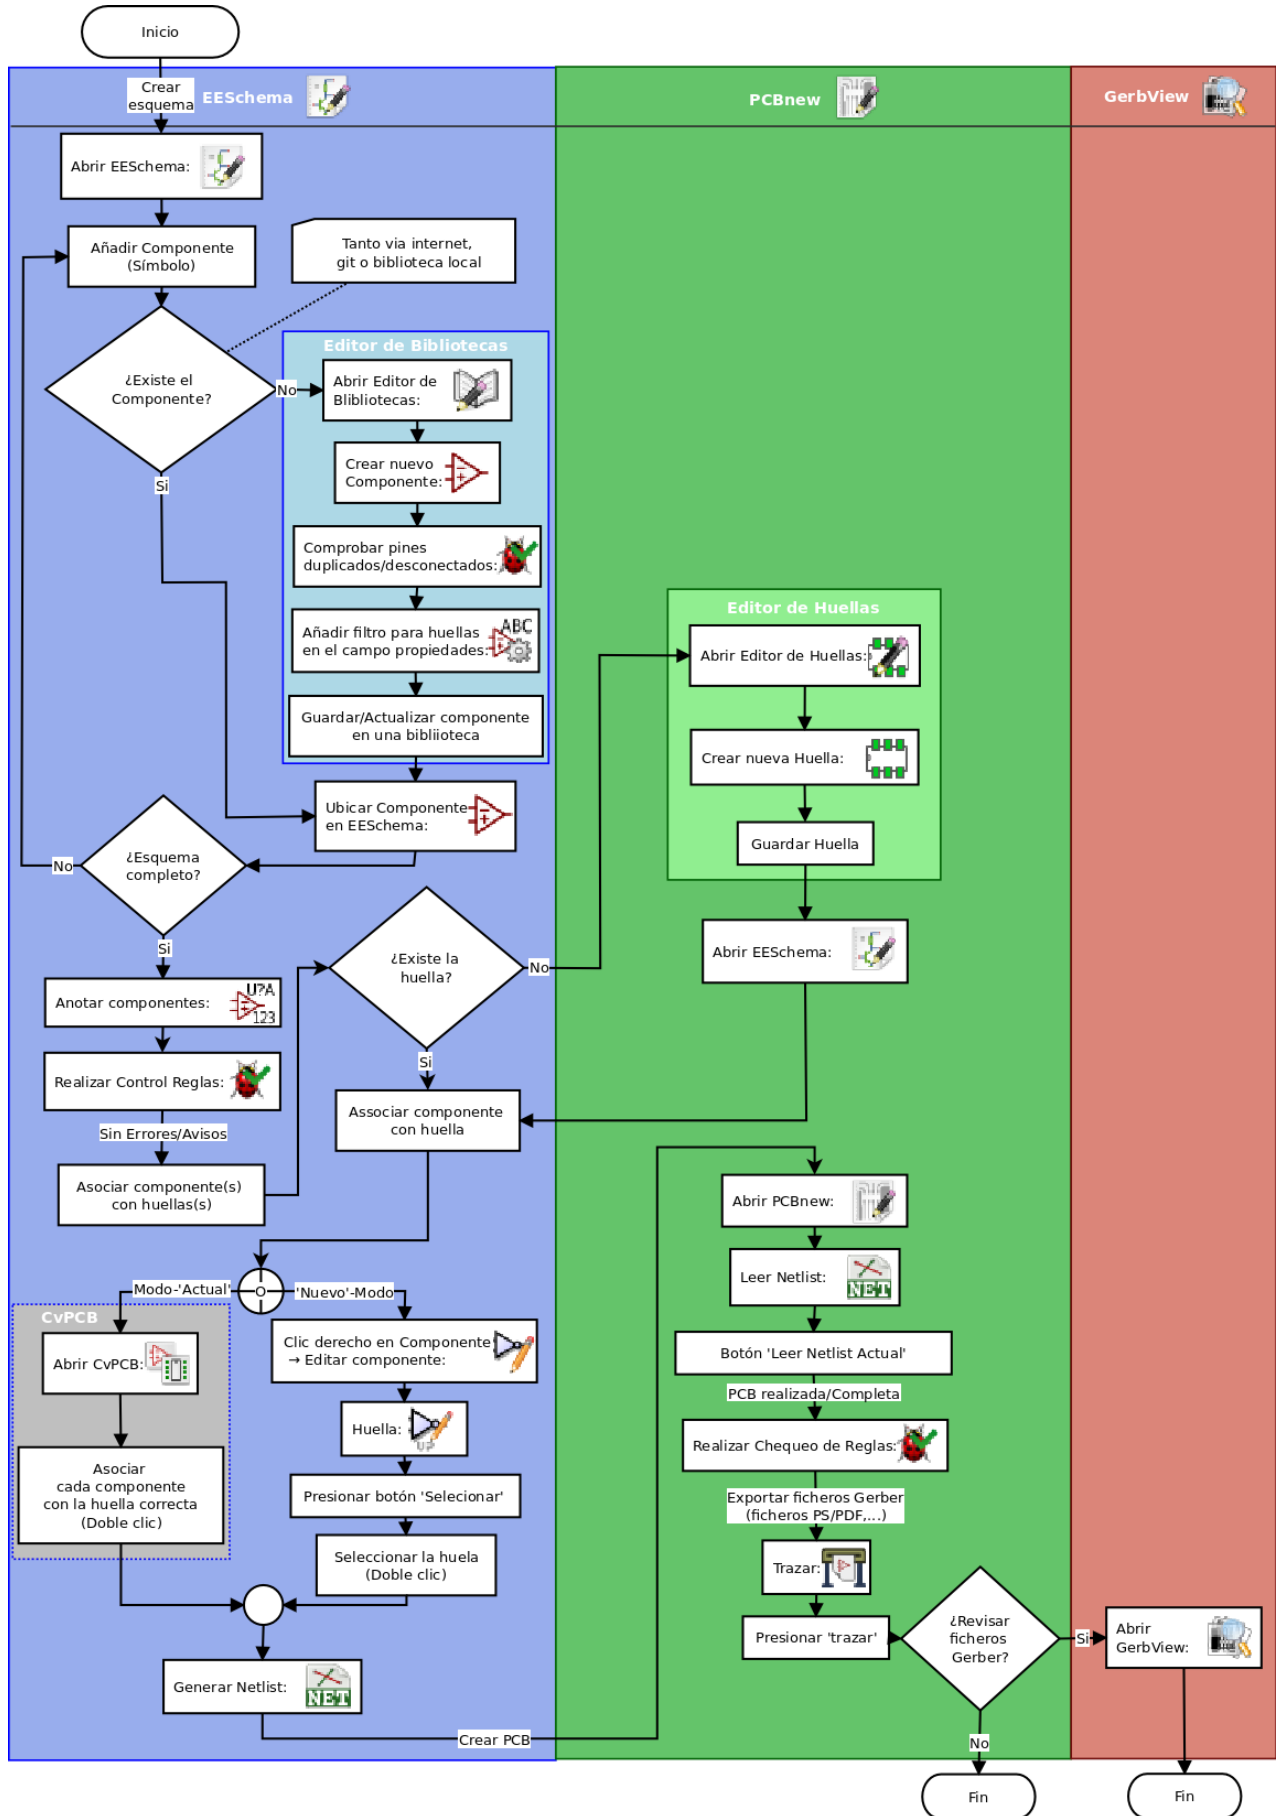 Inicio
Crear
esquema
EESchema
PCBnew
GerbView
Abrir EESchema:
Añadir Componente
(Símbolo)
Tanto via internet,
git o biblioteca local
¿Existe el
Componente?
No
Si
Editor de Bibliotecas
Abrir Editor de
Blibliotecas:
Crear nuevo
Componente:
Comprobar pines
duplicados/desconectados:
Añadir filtro para huellas
en el campo propiedades:
ABC
Guardar/Actualizar componente
en una bibliioteca
Ubicar Componente
en EESchema:
¿Esquema
completo?
No
Si
Anotar componentes:
U?A
123
Realizar Control Reglas:
Sin Errores/Avisos
Asociar componente(s)
con huellas(s)
¿Existe la
huella?
No
Si
Editor de Huellas
Abrir Editor de Huellas:
Crear nueva Huella:
Guardar Huella
Abrir EESchema:
Associar componente
con huella
Modo-'Actual'
O
'Nuevo'-Modo
CvPCB
Abrir CvPCB:
Asociar
cada componente
con la huella correcta
(Doble clic)
Clic derecho en Componente
→ Editar componente:
Huella:
Presionar botón 'Selecionar'
Seleccionar la huela
(Doble clic)
Generar Netlist:
NET
Crear PCB
Abrir PCBnew:
Leer Netlist:
NET
Botón 'Leer Netlist Actual'
PCB realizada/Completa
Realizar Chequeo de Reglas:
Exportar ficheros Gerber
(ficheros PS/PDF,...)
Trazar:
Presionar 'trazar'
¿Revisar
ficheros
Gerber?
Si
No
Abrir
GerbView:
Fin
Fin